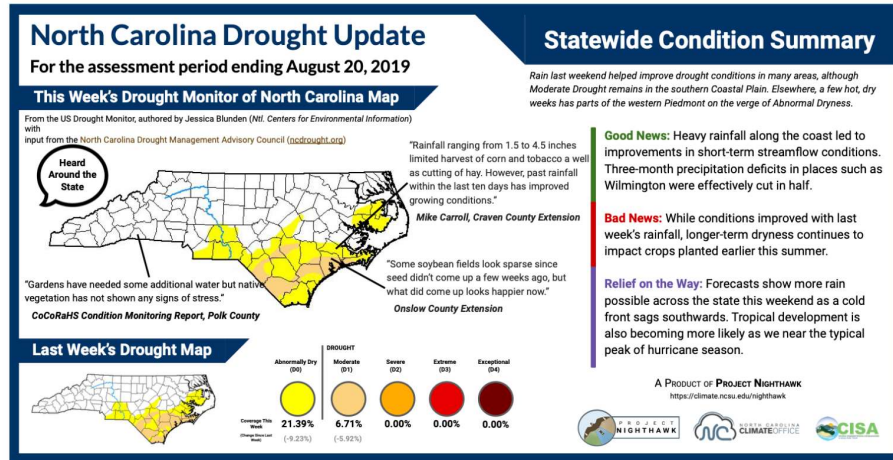 North Carolina Drought Update
For the assessment period ending August 20, 2019
This Week's Drought Monitor of North Carolina Map
From the US Drought Monitor, authored by Jessica Blunden (Ntl. Centers for Environmental Information)
with
input from the North Carolina Drought Management Advisory Council (ncdrought.org)
Heard
Around the
State
"Rainfall ranging from 1.5 to 4.5 inches
limited harvest of corn and tobacco a well
as cutting of hay. However, past rainfall
within the last ten days has improved
growing conditions."
Mike Carroll, Craven County Extension
"Some soybean fields look sparse since
seed didn't come up a few weeks ago, but
what did come up looks happier now."
Onslow County Extension
"Gardens have needed some additional water but native
vegetation has not shown any signs of stress."
CoCoRaHS Condition Monitoring Report, Polk County
Last Week's Drought Map
DROUGHT
Abnormally Dry
(D0)
Moderate
(D1)
Severe
(D2)
Extreme
(D3)
Exceptional
(D4)
Coverage This
Week
21.39% 6.71% 0.00% 0.00% 0.00%
(Change Since Last
Week)
(-9.23%) (-5.92%)
Statewide Condition Summary
Rain last weekend helped improve drought conditions in many areas, although
Moderate Drought remains in the southern Coastal Plain. Elsewhere, a few hot, dry
weeks has parts of the western Piedmont on the verge of Abnormal Dryness.
Good News: Heavy rainfall along the coast led to
improvements in short-term streamflow conditions.
Three-month precipitation deficits in places such as
Wilmington were effectively cut in half.
Bad News: While conditions improved with last
week's rainfall, longer-term dryness continues to
impact crops planted earlier this summer.
Relief on the Way: Forecasts show more rain
possible across the state this weekend as a cold
front sags southwards. Tropical development is
also becoming more likely as we near the typical
peak of hurricane season.
A Product of Project Nighthawk
https://climate.ncsu.edu/nighthawk
PROJECT
NIGHTHAWK
NC
NORTH CAROLINA
CLIMATE OFFICE
CISA